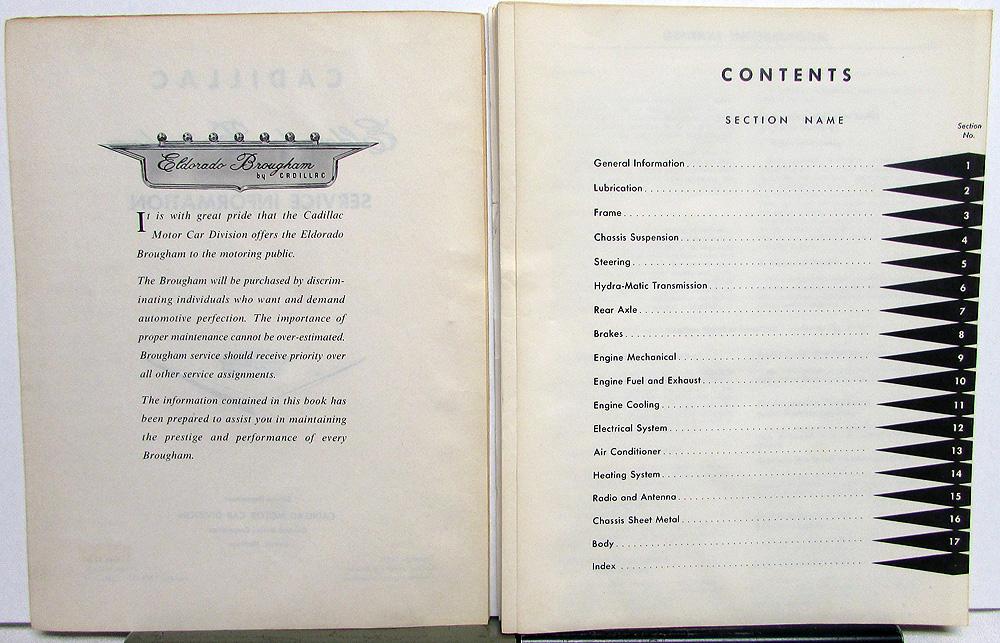 CADILLAC
Eldorado Brougham
by CADILLAC
SERVICE INFORMATION
It is with great pride that the Cadillac
Motor Car Division offers the Eldorado
Brougham to the motoring public.
The Brougham will be purchased by discrim-
inating individuals who want and demand
automotive perfection. The importance of
proper maintenance cannot be over-estimated.
Brougham service should receive priority over
all other service assignments.
The information contained in this book has
been prepared to assist you in maintaining
the prestige and performance of every
Brougham.
CADILLAC MOTOR CAR DIVISION
CONTENTS
SECTION NAME
Section
No.
General Information 1
Lubrication 2
Frame 3
Chassis Suspension 4
Steering 5
Hydra-Matic Transmission 6
Rear Axle 7
Brakes 8
Engine Mechanical 9
Engine Fuel and Exhaust 10
Engine Cooling 11
Electrical System 12
Air Conditioner 13
Heating System 14
Radio and Antenna 15
Chassis Sheet Metal 16
Body 17
Index